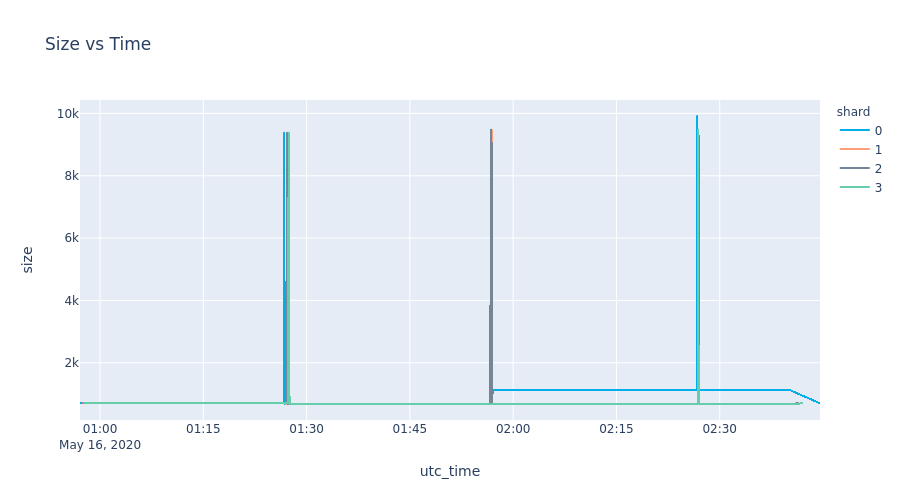 Size vs Time
10k
8k
6k
4k
2k
size
01:00
01:15
01:30
01:45
02:00
02:15
02:30
May 16, 2020
utc_time
shard
0
1
2
3